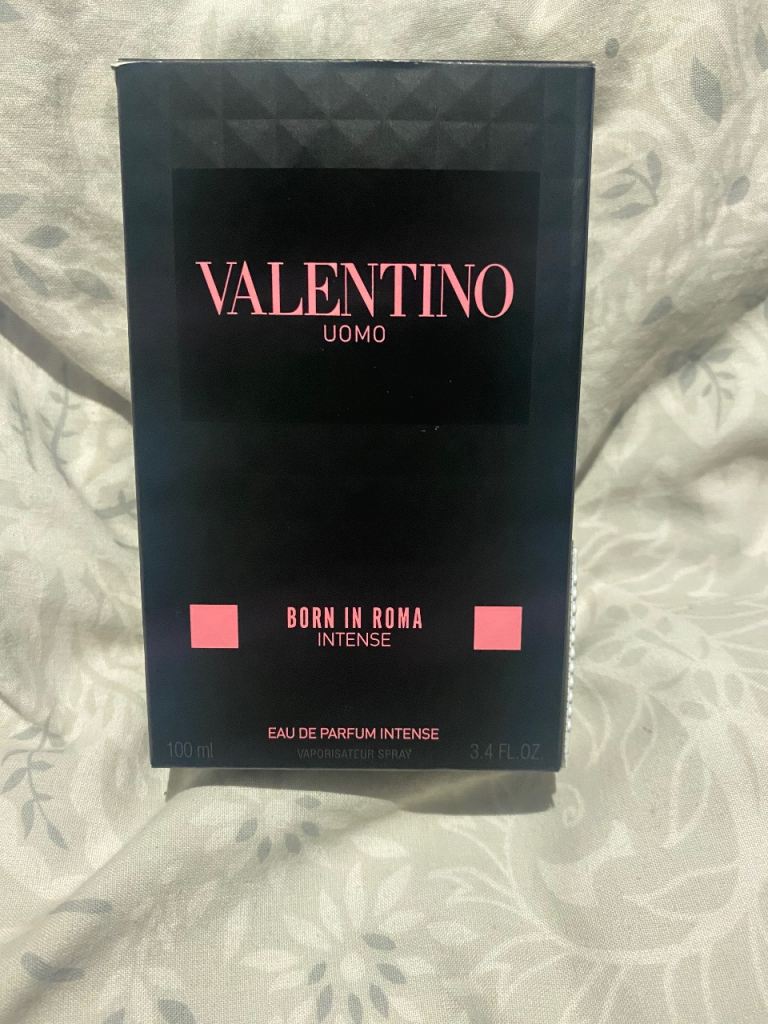 VALENTINO
UOMO
BORN IN ROMA
INTENSE
EAU DE PARFUM INTENSE
100 ml VAPORISATEUR SPRAY 3.4 FL.OZ.